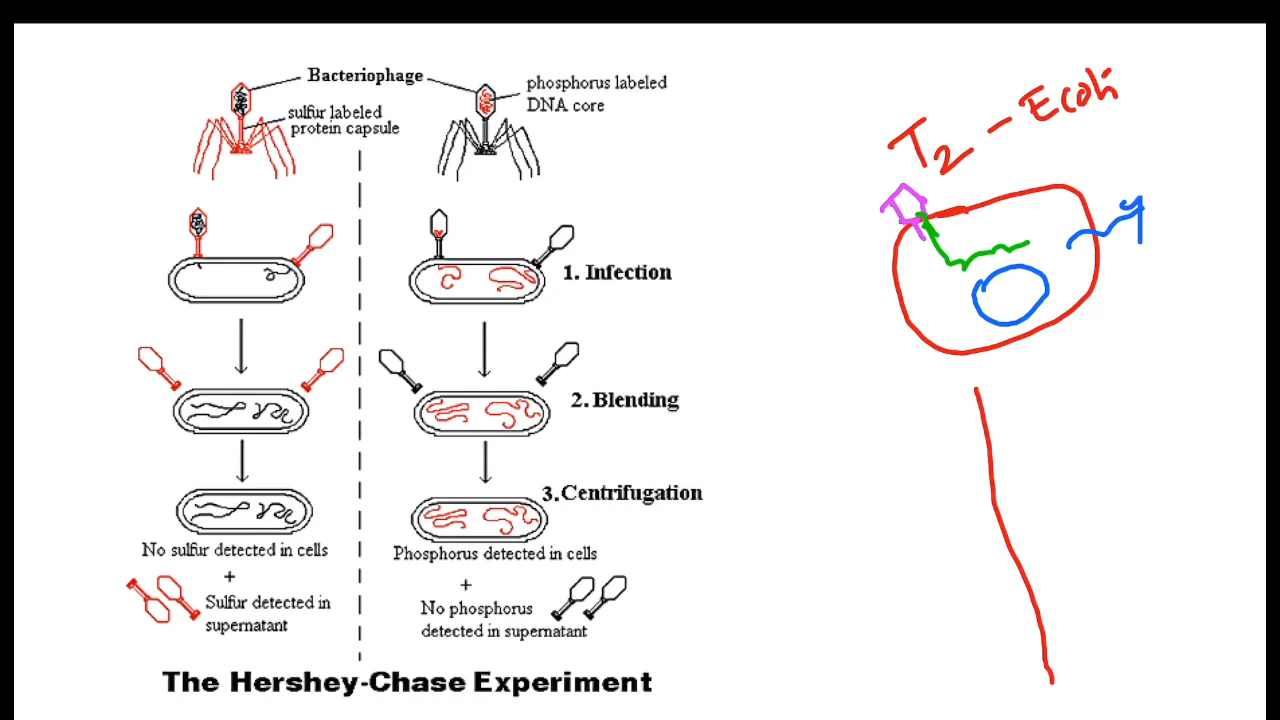 Bacteriophage
sulfur labeled
protein capsule
phosphorus labeled
DNA core
1. Infection
2. Blending
3. Centrifugation
No sulfur detected in cells
+
Sulfur detected in
supernatant
Phosphorus detected in cells
+
No phosphorus
detected in supernatant
The Hershey-Chase Experiment
T2 - Ecoli